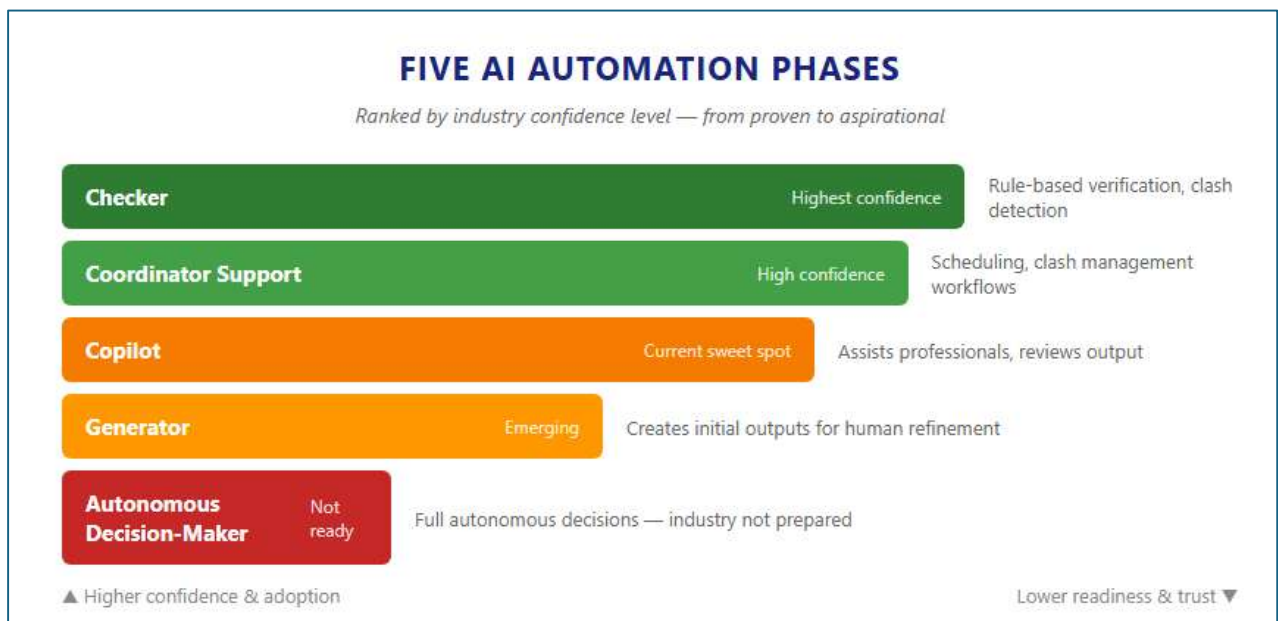 FIVE AI AUTOMATION PHASES
Ranked by industry confidence level — from proven to aspirational
Checker
Highest confidence
Rule-based verification, clash
detection
Coordinator Support
High confidence
Scheduling, clash management
workflows
Copilot
Current sweet spot
Assists professionals, reviews output
Generator
Emerging
Creates initial outputs for human refinement
Autonomous
Decision-Maker
Not
ready
Full autonomous decisions — industry not prepared
▲ Higher confidence & adoption
Lower readiness & trust ▼